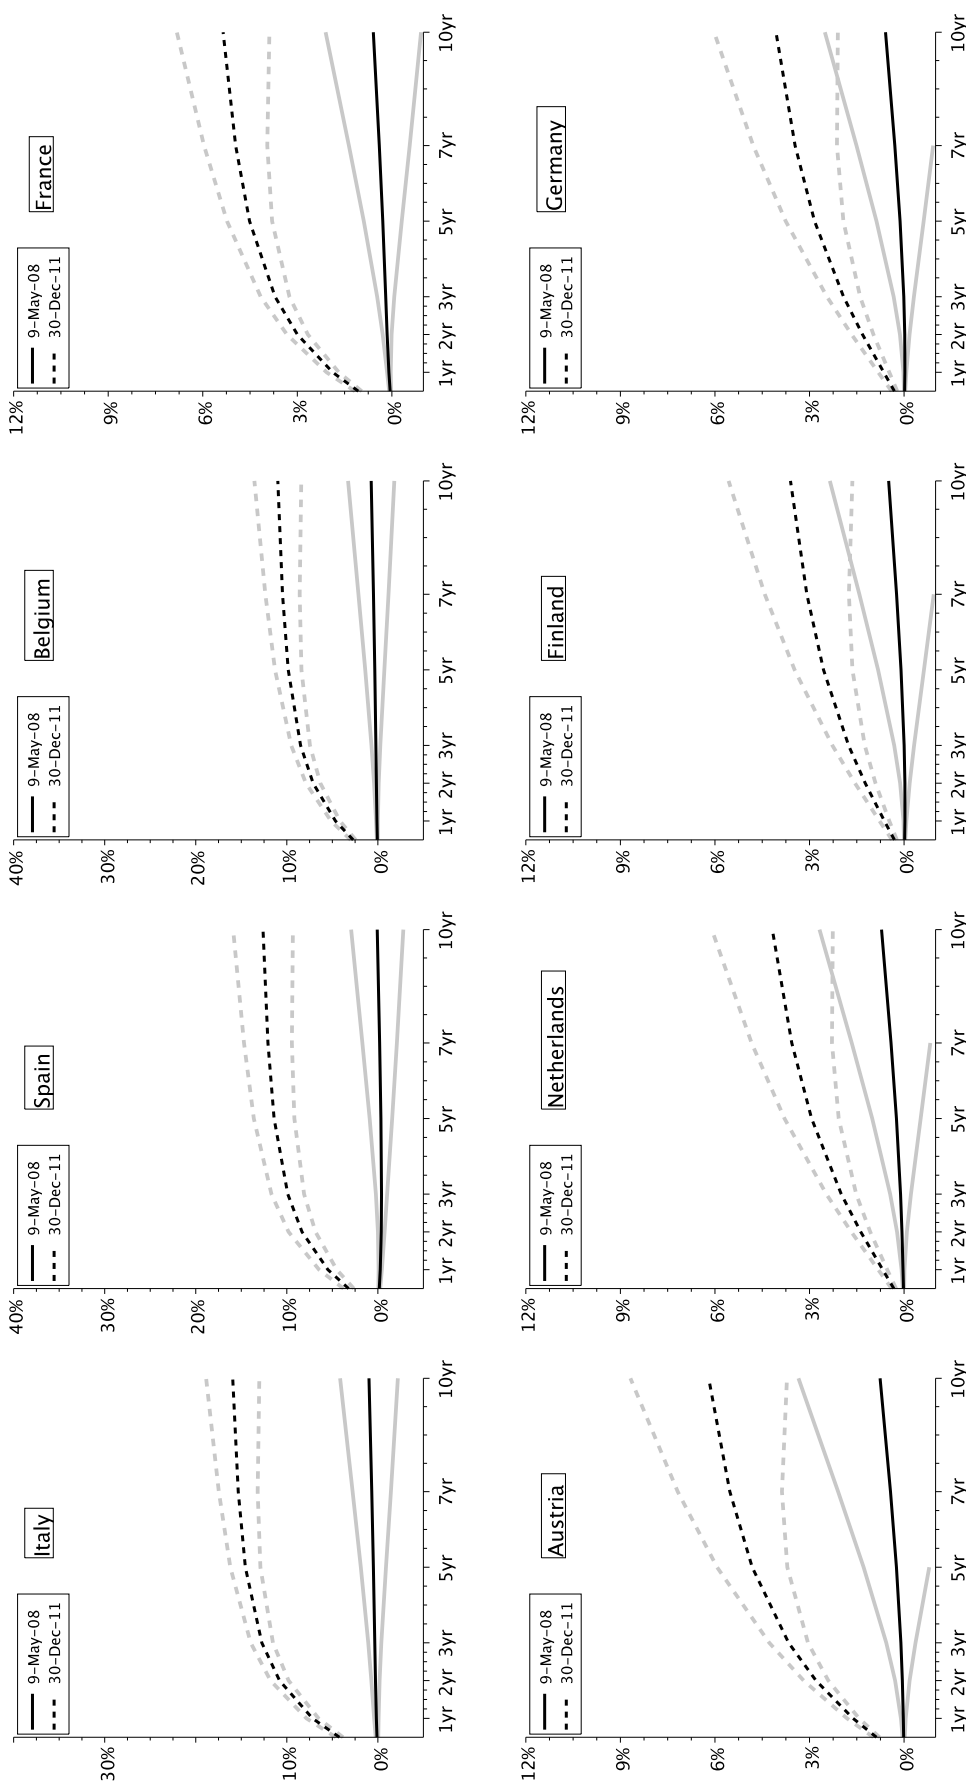 Italy
9−May−08
30−Dec−11
30%
10%
0%
1yr 2yr 3yr 5yr 7yr 10yr
Spain
9−May−08
30−Dec−11
40%
30%
20%
10%
0%
1yr 2yr 3yr 5yr 7yr 10yr
Belgium
9−May−08
30−Dec−11
40%
30%
20%
10%
0%
1yr 2yr 3yr 5yr 7yr 10yr
France
9−May−08
30−Dec−11
12%
9%
6%
3%
0%
1yr 2yr 3yr 5yr 7yr 10yr
Austria
9−May−08
30−Dec−11
12%
9%
6%
3%
0%
1yr 2yr 3yr 5yr 7yr 10yr
Netherlands
9−May−08
30−Dec−11
12%
9%
6%
3%
0%
1yr 2yr 3yr 5yr 7yr 10yr
Finland
9−May−08
30−Dec−11
12%
9%
6%
3%
0%
1yr 2yr 3yr 5yr 7yr 10yr
Germany
9−May−08
30−Dec−11
12%
9%
6%
3%
0%
1yr 2yr 3yr 5yr 7yr 10yr